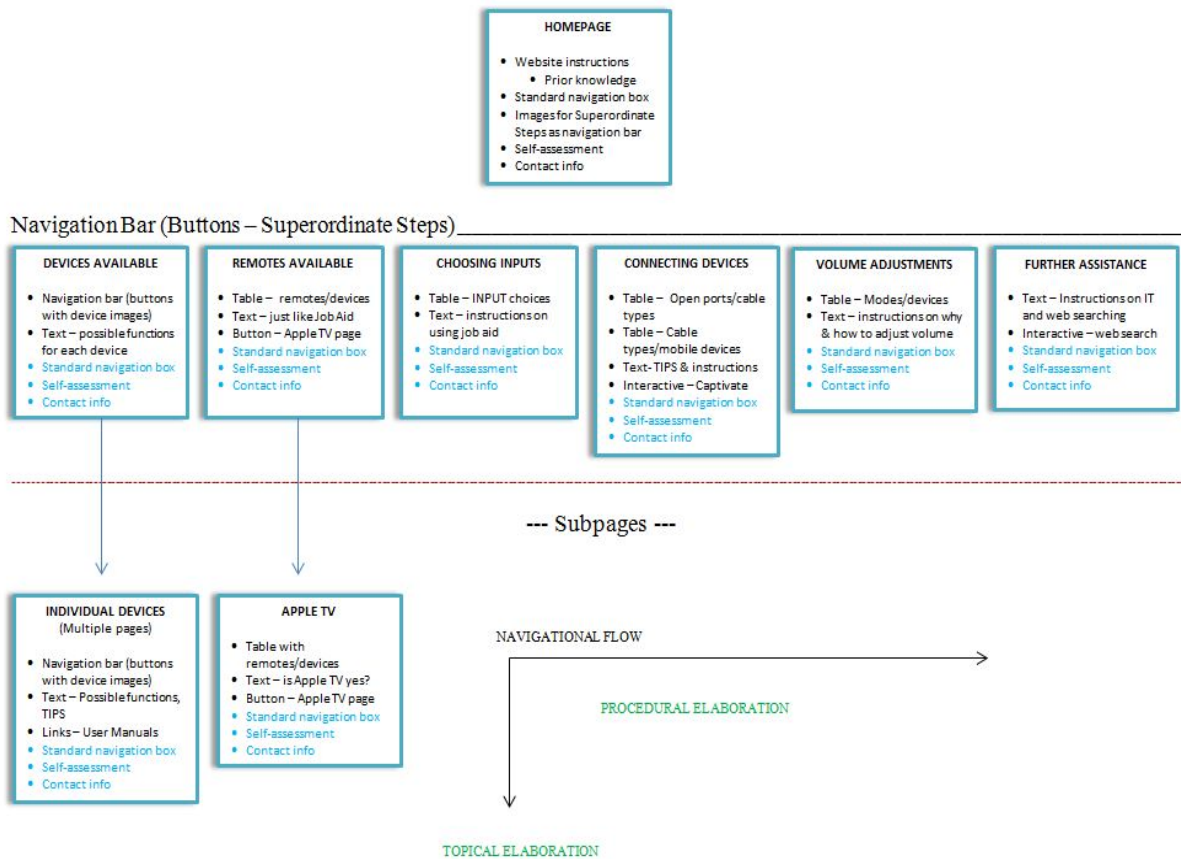 HOMEPAGE
• Website instructions
• Prior knowledge
• Standard navigation box
• Images for Superordinate
Steps as navigation bar
• Self-assessment
• Contact info
Navigation Bar (Buttons – Superordinate Steps)
DEVICES AVAILABLE
• Navigation bar (buttons
with device images)
• Text – possible functions
for each device
• Standard navigation box
• Self-assessment
• Contact info
REMOTES AVAILABLE
• Table – remotes/devices
• Text – just like Job Aid
• Button – Apple TV page
• Standard navigation box
• Self-assessment
• Contact info
CHOOSING INPUTS
• Table – INPUT choices
• Text – instructions on
using job aid
• Standard navigation box
• Self-assessment
• Contact info
CONNECTING DEVICES
• Table – Open ports/cable
types
• Table – Cable
types/mobile devices
• Text- TIPS & instructions
• Interactive – Captivate
• Standard navigation box
• Self-assessment
• Contact info
VOLUME ADJUSTMENTS
• Table – Modes/devices
• Text – instructions on why
& how to adjust volume
• Standard navigation box
• Self-assessment
• Contact info
FURTHER ASSISTANCE
• Text – Instructions on IT
and web searching
• Interactive – web search
• Standard navigation box
• Self-assessment
• Contact info
--- Subpages ---
INDIVIDUAL DEVICES
(Multiple pages)
• Navigation bar (buttons
with device images)
• Text – Possible functions,
TIPS
• Links – User Manuals
• Standard navigation box
• Self-assessment
• Contact info
APPLE TV
• Table with
remotes/devices
• Text – is Apple TV yes?
• Button – Apple TV page
• Standard navigation box
• Self-assessment
• Contact info
NAVIGATIONAL FLOW
PROCEDURAL ELABORATION
TOPICAL ELABORATION